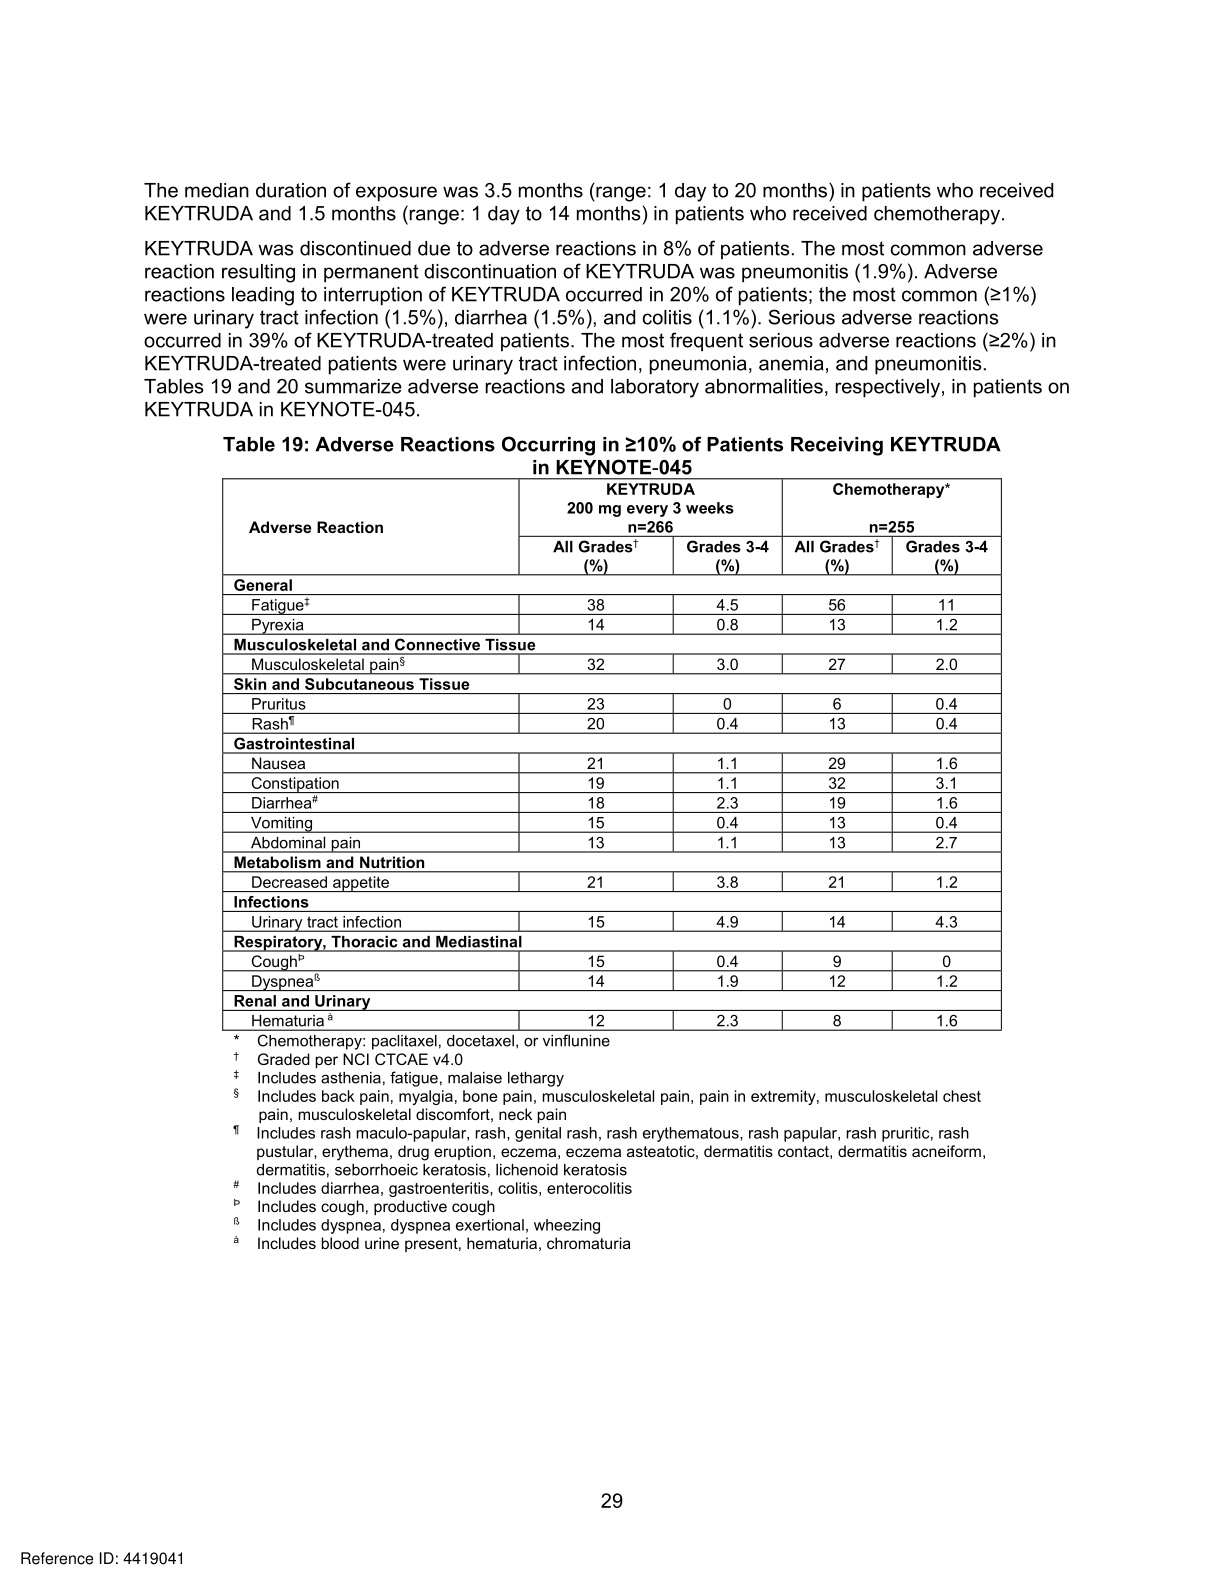 The median duration of exposure was 3.5 months (range: 1 day to 20 months) in patients who received
KEYTRUDA and 1.5 months (range: 1 day to 14 months) in patients who received chemotherapy.
KEYTRUDA was discontinued due to adverse reactions in 8% of patients. The most common adverse
reaction resulting in permanent discontinuation of KEYTRUDA was pneumonitis (1.9%). Adverse
reactions leading to interruption of KEYTRUDA occurred in 20% of patients; the most common (≥1%)
were urinary tract infection (1.5%), diarrhea (1.5%), and colitis (1.1%). Serious adverse reactions
occurred in 39% of KEYTRUDA-treated patients. The most frequent serious adverse reactions (≥2%) in
KEYTRUDA-treated patients were urinary tract infection, pneumonia, anemia, and pneumonitis.
Tables 19 and 20 summarize adverse reactions and laboratory abnormalities, respectively, in patients on
KEYTRUDA in KEYNOTE-045.
Table 19: Adverse Reactions Occurring in ≥10% of Patients Receiving KEYTRUDA
in KEYNOTE-045
KEYTRUDA Chemotherapy*
200 mg every 3 weeks
Adverse Reaction n=266 n=255
All Grades† Grades 3-4 All Grades† Grades 3-4
(%) (%) (%) (%)
General
Fatigue‡ 38 4.5 56 11
Pyrexia 14 0.8 13 1.2
Musculoskeletal and Connective Tissue
Musculoskeletal pain§ 32 3.0 27 2.0
Skin and Subcutaneous Tissue
Pruritus 23 0 6 0.4
Rash¶ 20 0.4 13 0.4
Gastrointestinal
Nausea 21 1.1 29 1.6
Constipation 19 1.1 32 3.1
Diarrhea# 18 2.3 19 1.6
Vomiting 15 0.4 13 0.4
Abdominal pain 13 1.1 13 2.7
Metabolism and Nutrition
Decreased appetite 21 3.8 21 1.2
Infections
Urinary tract infection 15 4.9 14 4.3
Respiratory, Thoracic and Mediastinal
CoughÞ 15 0.4 9 0
Dyspneaß 14 1.9 12 1.2
Renal and Urinary
Hematuria à 12 2.3 8 1.6
* Chemotherapy: paclitaxel, docetaxel, or vinflunine
† Graded per NCI CTCAE v4.0
‡ Includes asthenia, fatigue, malaise lethargy
§ Includes back pain, myalgia, bone pain, musculoskeletal pain, pain in extremity, musculoskeletal chest
pain, musculoskeletal discomfort, neck pain
¶ Includes rash maculo-papular, rash, genital rash, rash erythematous, rash papular, rash pruritic, rash
pustular, erythema, drug eruption, eczema, eczema asteatotic, dermatitis contact, dermatitis acneiform,
dermatitis, seborrhoeic keratosis, lichenoid keratosis
# Includes diarrhea, gastroenteritis, colitis, enterocolitis
Þ Includes cough, productive cough
ß Includes dyspnea, dyspnea exertional, wheezing
à Includes blood urine present, hematuria, chromaturia
29
Reference ID: 4419041